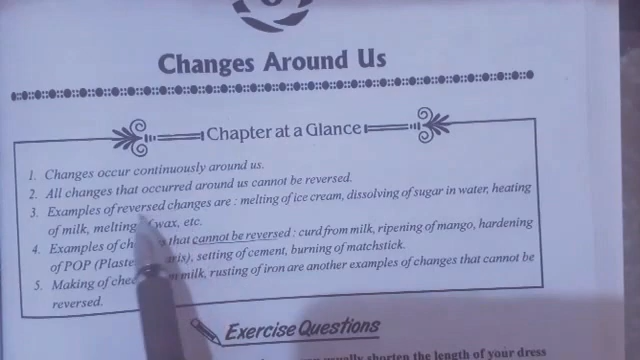 Changes Around Us
Chapter at a Glance
1. Changes occur continuously around us.
2. All changes that occurred around us cannot be reversed.
3. Examples of reversed changes are : melting of ice cream, dissolving of sugar in water, heating
of milk, melting of wax, etc.
4. Examples of that cannot be reversed : curd from milk, ripening of mango, hardening
of POP (Plaster setting of cement, burning of matchstick.
5. Making of milk, rusting of iron are another examples of changes that cannot be
reversed.
Exercise Questions
usually shorten the length of your dress